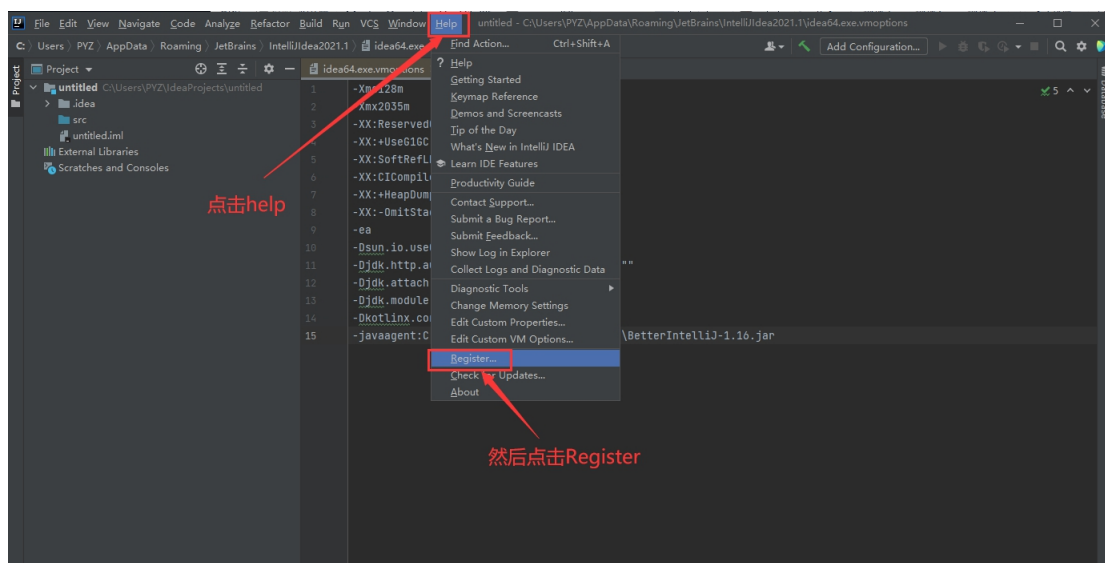 File Edit View Navigate Code Analyze Refactor Build Run VCS Window Help untitled - C:\Users\PYZ\AppData\Roaming\JetBrains\IntelliJIdea2021.1\idea64.exe.vmoptions
C: Users PYZ AppData Roaming JetBrains IntelliJIdea2021.1 idea64.exe Add Configuration...
Project
idea64.exe.vmoptions
untitled C:\Users\PYZ\IdeaProjects\untitled
.idea
src
untitled.iml
External Libraries
Scratches and Consoles
Project
Database
5
1 -Xms128m
2 -Xmx2035m
3 -XX:Reserved
4 -XX:+UseG1GC
5 -XX:SoftRefL
6 -XX:CICompil
7 -XX:+HeapDum
8 -XX:-OmitSta
9 -ea
10 -Dsun.io.use
11 -Djdk.http.a ""
12 -Djdk.attach
13 -Djdk.module
14 -Dkotlinx.co
15 -javaagent:C \BetterIntelliJ-1.16.jar
Find Action... Ctrl+Shift+A
? Help
Getting Started
Keymap Reference
Demos and Screencasts
Tip of the Day
What's New in IntelliJ IDEA
Learn IDE Features
Productivity Guide
Contact Support...
Submit a Bug Report...
Submit Feedback...
Show Log in Explorer
Collect Logs and Diagnostic Data
Diagnostic Tools
Change Memory Settings
Edit Custom Properties...
Edit Custom VM Options...
Register...
Check for Updates...
About
点击help
然后点击Register